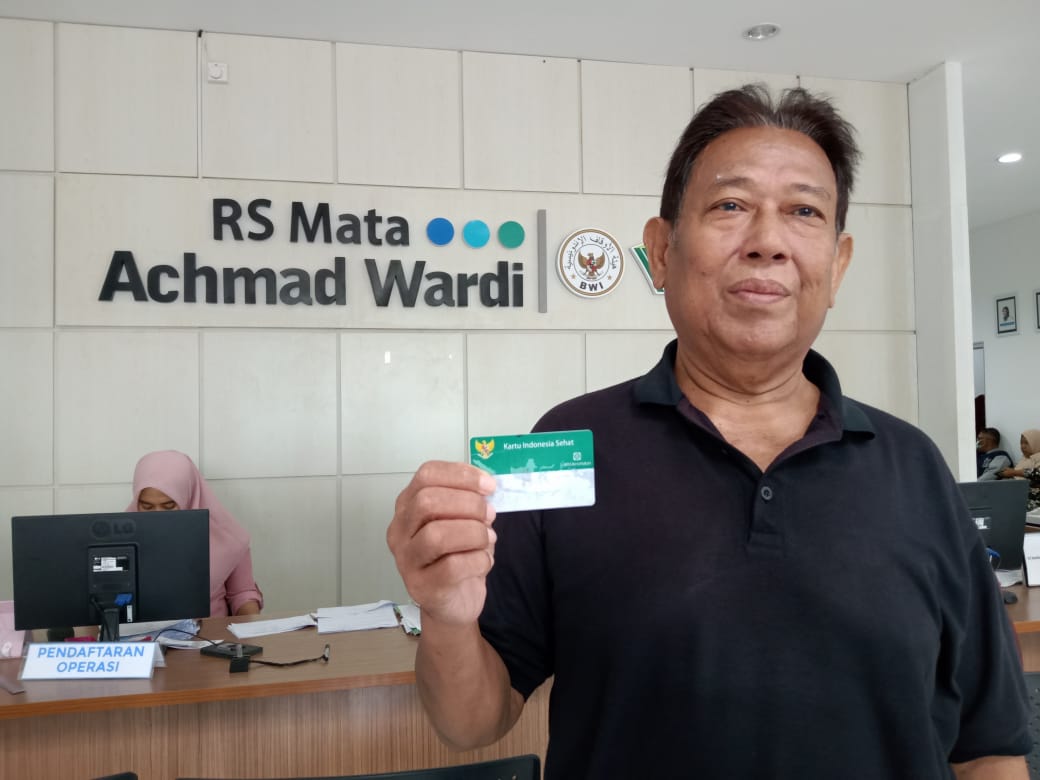 RS Mata
Achmad Wardi
BWI
Kartu Indonesia Sehat
LG
PENDAFTARAN
OPERASI